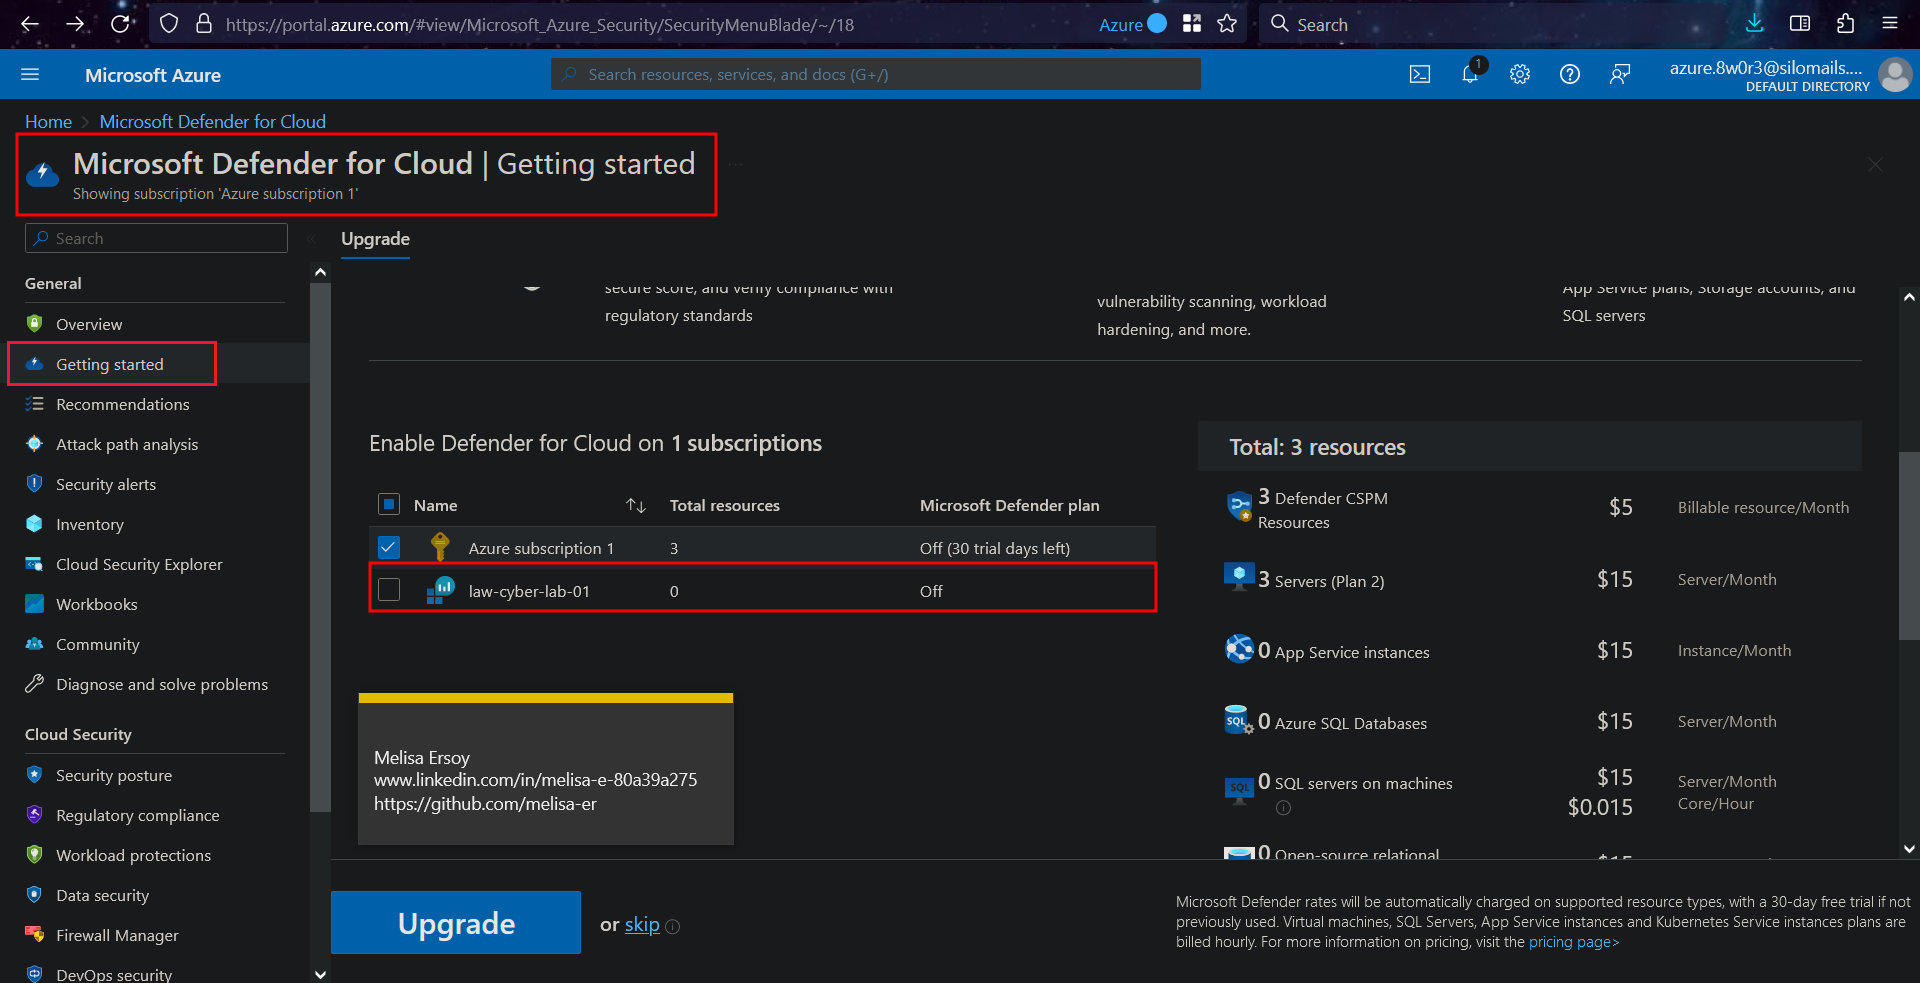 https://portal.azure.com/#view/Microsoft_Azure_Security/SecurityMenuBlade/~/18
Azure
Search
Microsoft Azure
Search resources, services, and docs (G+/)
1
azure.8w0r3@silomails....
DEFAULT DIRECTORY
Home > Microsoft Defender for Cloud
Microsoft Defender for Cloud | Getting started
...
Showing subscription 'Azure subscription 1'
Search
«
Upgrade
General
Overview
Getting started
Recommendations
Attack path analysis
Security alerts
Inventory
Cloud Security Explorer
Workbooks
Community
Diagnose and solve problems
Cloud Security
Security posture
Regulatory compliance
Workload protections
Data security
Firewall Manager
DevOps security
secure score, and verify compliance with
regulatory standards
vulnerability scanning, workload
hardening, and more.
App Service plans, Storage accounts, and
SQL servers
Enable Defender for Cloud on 1 subscriptions
Name Total resources Microsoft Defender plan
Azure subscription 1 3 Off (30 trial days left)
law-cyber-lab-01 0 Off
Melisa Ersoy
www.linkedin.com/in/melisa-e-80a39a275
https://github.com/melisa-er
Total: 3 resources
3 Defender CSPM
Resources
$5 Billable resource/Month
3 Servers (Plan 2) $15 Server/Month
0 App Service instances $15 Instance/Month
SQL
0 Azure SQL Databases $15 Server/Month
SQL
0 SQL servers on machines
$15 Server/Month
$0.015 Core/Hour
0 Open-source relational $15
Upgrade
or skip
Microsoft Defender rates will be automatically charged on supported resource types, with a 30-day free trial if not
previously used. Virtual machines, SQL Servers, App Service instances and Kubernetes Service instances plans are
billed hourly. For more information on pricing, visit the pricing page>